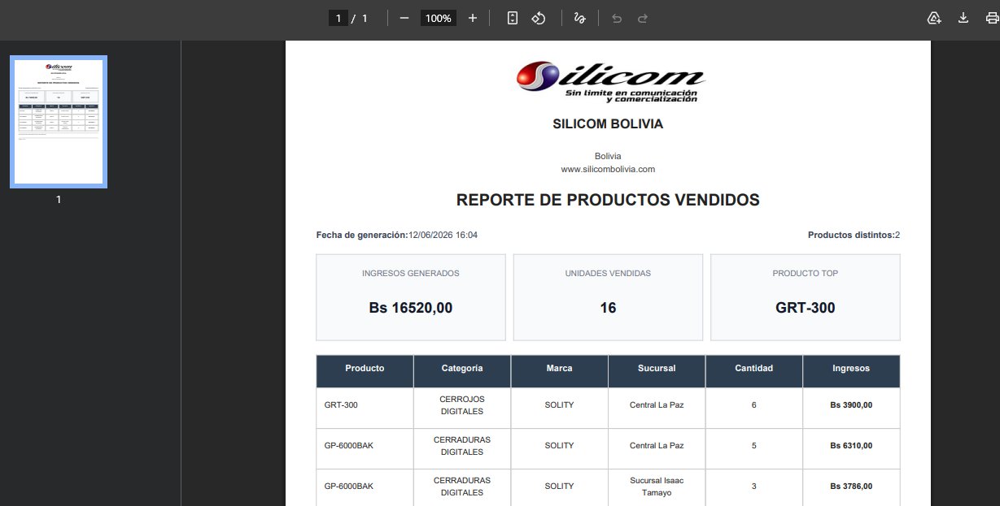 1 / 1
100%
Silicom
Sin limite en comunicación
y comercialización
SILICOM BOLIVIA
Bolivia
www.silicombolivia.com
REPORTE DE PRODUCTOS VENDIDOS
Fecha de generación:12/06/2026 16:04
Productos distintos:2
INGRESOS GENERADOS
Bs 16520,00
UNIDADES VENDIDAS
16
PRODUCTO TOP
GRT-300
Producto Categoría Marca Sucursal Cantidad Ingresos
GRT-300 CERROJOS DIGITALES SOLITY Central La Paz 6 Bs 3900,00
GP-6000BAK CERRADURAS DIGITALES SOLITY Central La Paz 5 Bs 6310,00
GP-6000BAK CERRADURAS DIGITALES SOLITY Sucursal Isaac Tamayo 3 Bs 3786,00
1